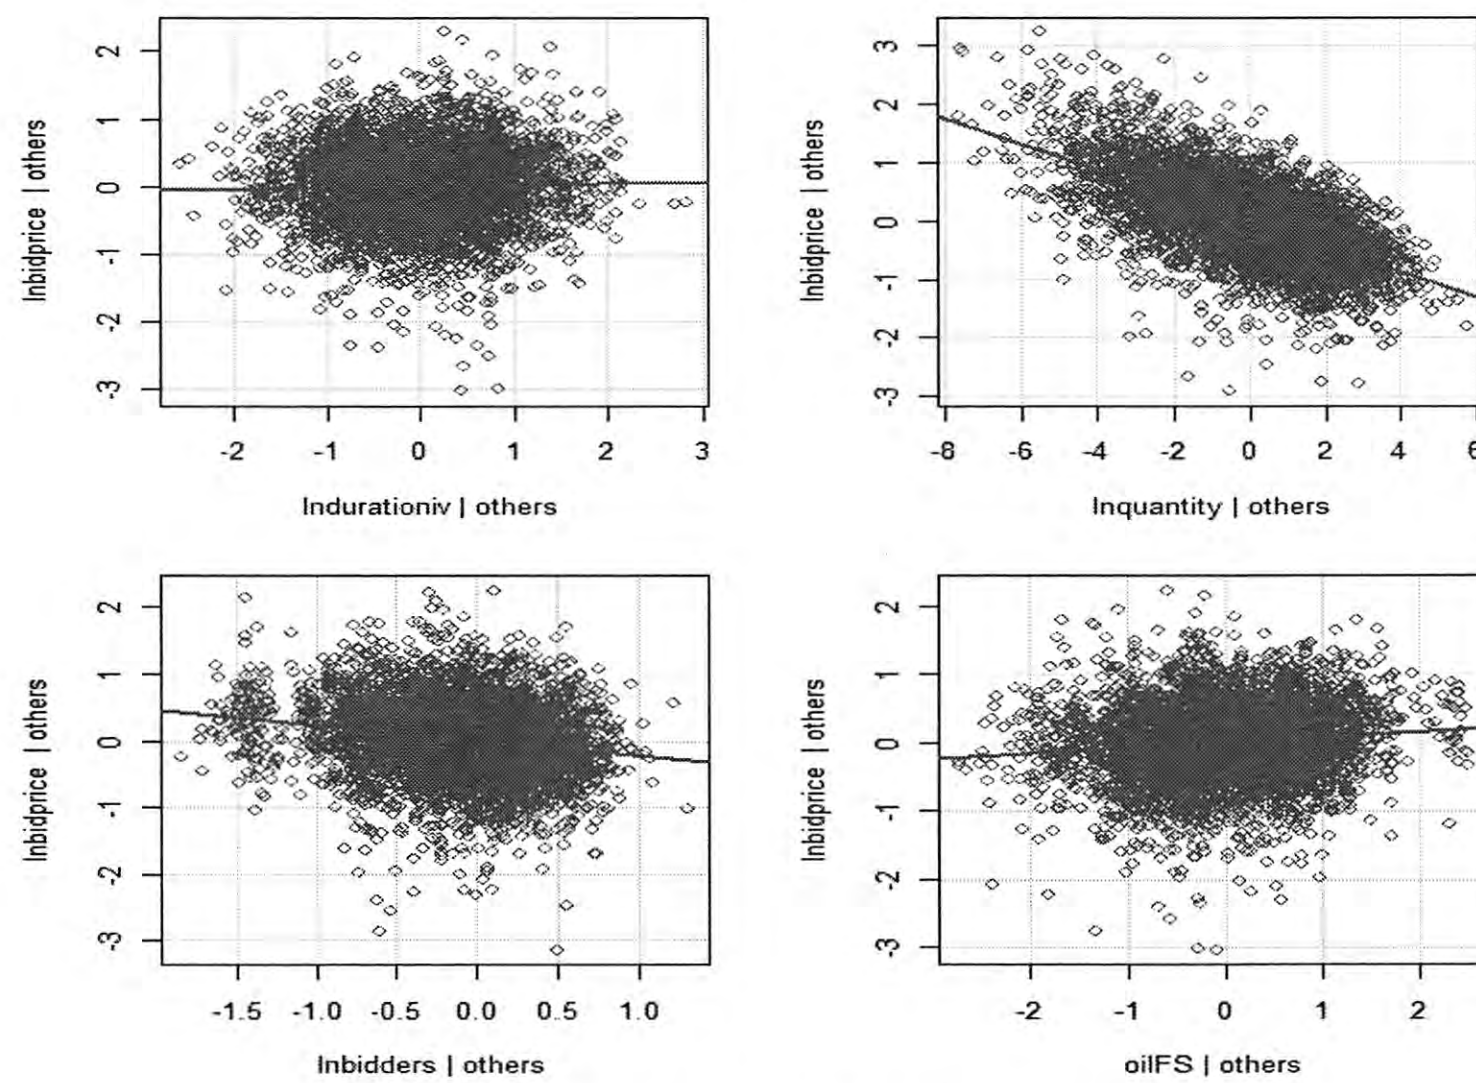 2
1
0
-1
-2
-3
lnbidprice | others
-2 -1 0 1 2 3
lndurationiv | others
3
2
1
0
-1
-2
-3
lnbidprice | others
-8 -6 -4 -2 0 2 4 6
lnquantity | others
2
1
0
-1
-2
-3
lnbidprice | others
-1.5 -1.0 -0.5 0.0 0.5 1.0
lnbidders | others
2
1
0
-1
-2
-3
lnbidprice | others
-2 -1 0 1 2
oilFS | others